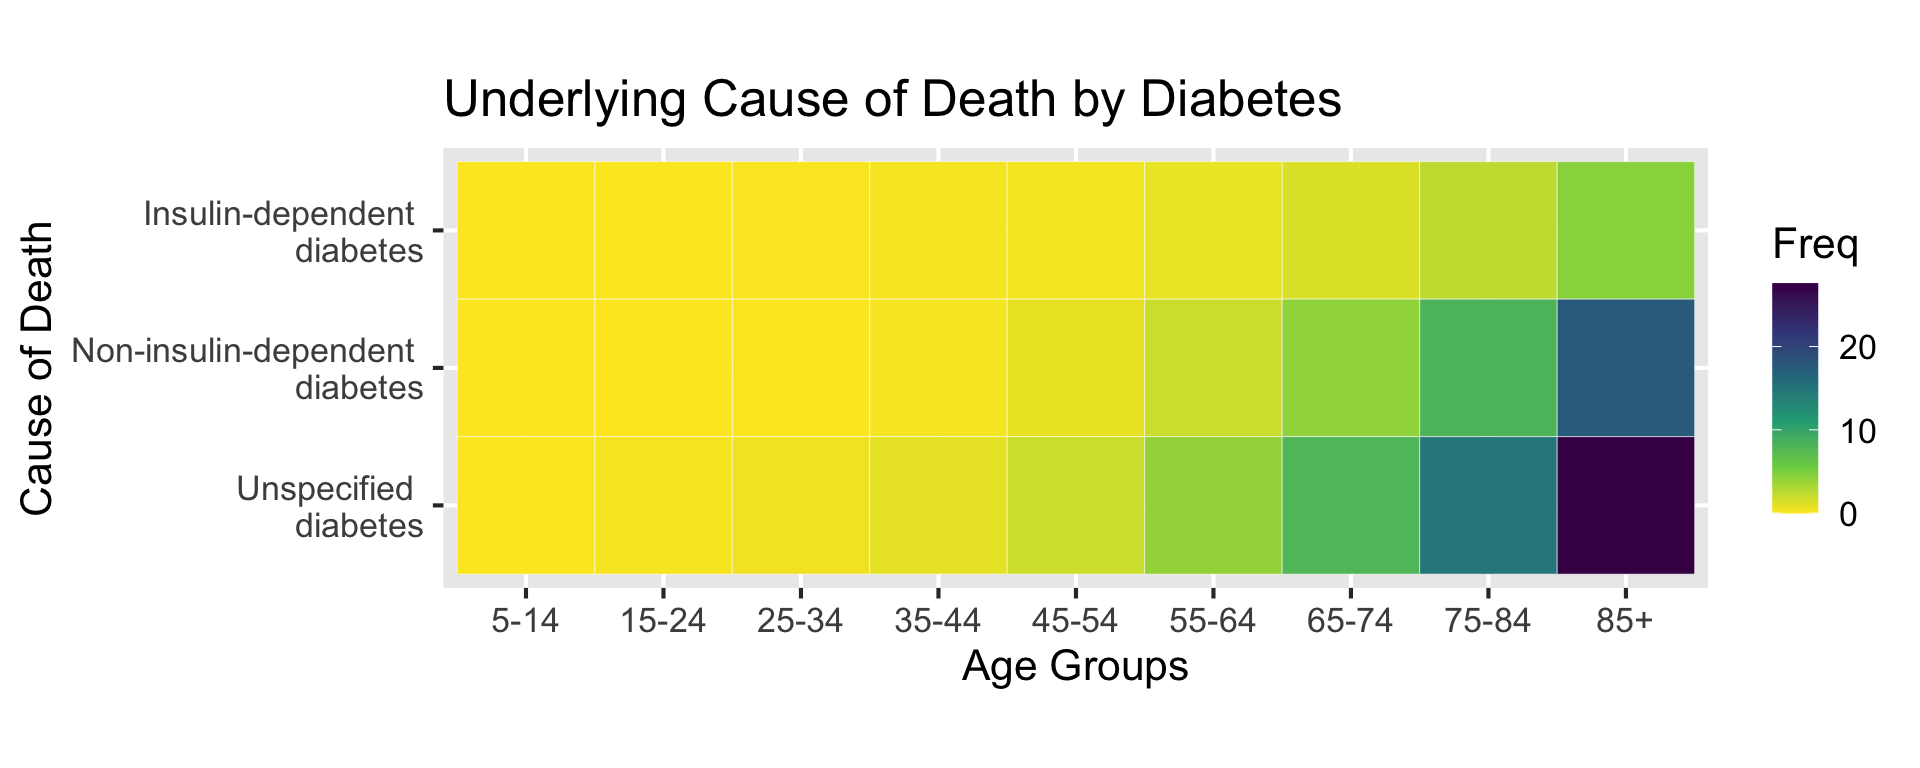 Underlying Cause of Death by Diabetes
Cause of Death
Insulin-dependent
diabetes
Non-insulin-dependent
diabetes
Unspecified
diabetes
5-14 15-24 25-34 35-44 45-54 55-64 65-74 75-84 85+
Age Groups
Freq
20
10
0